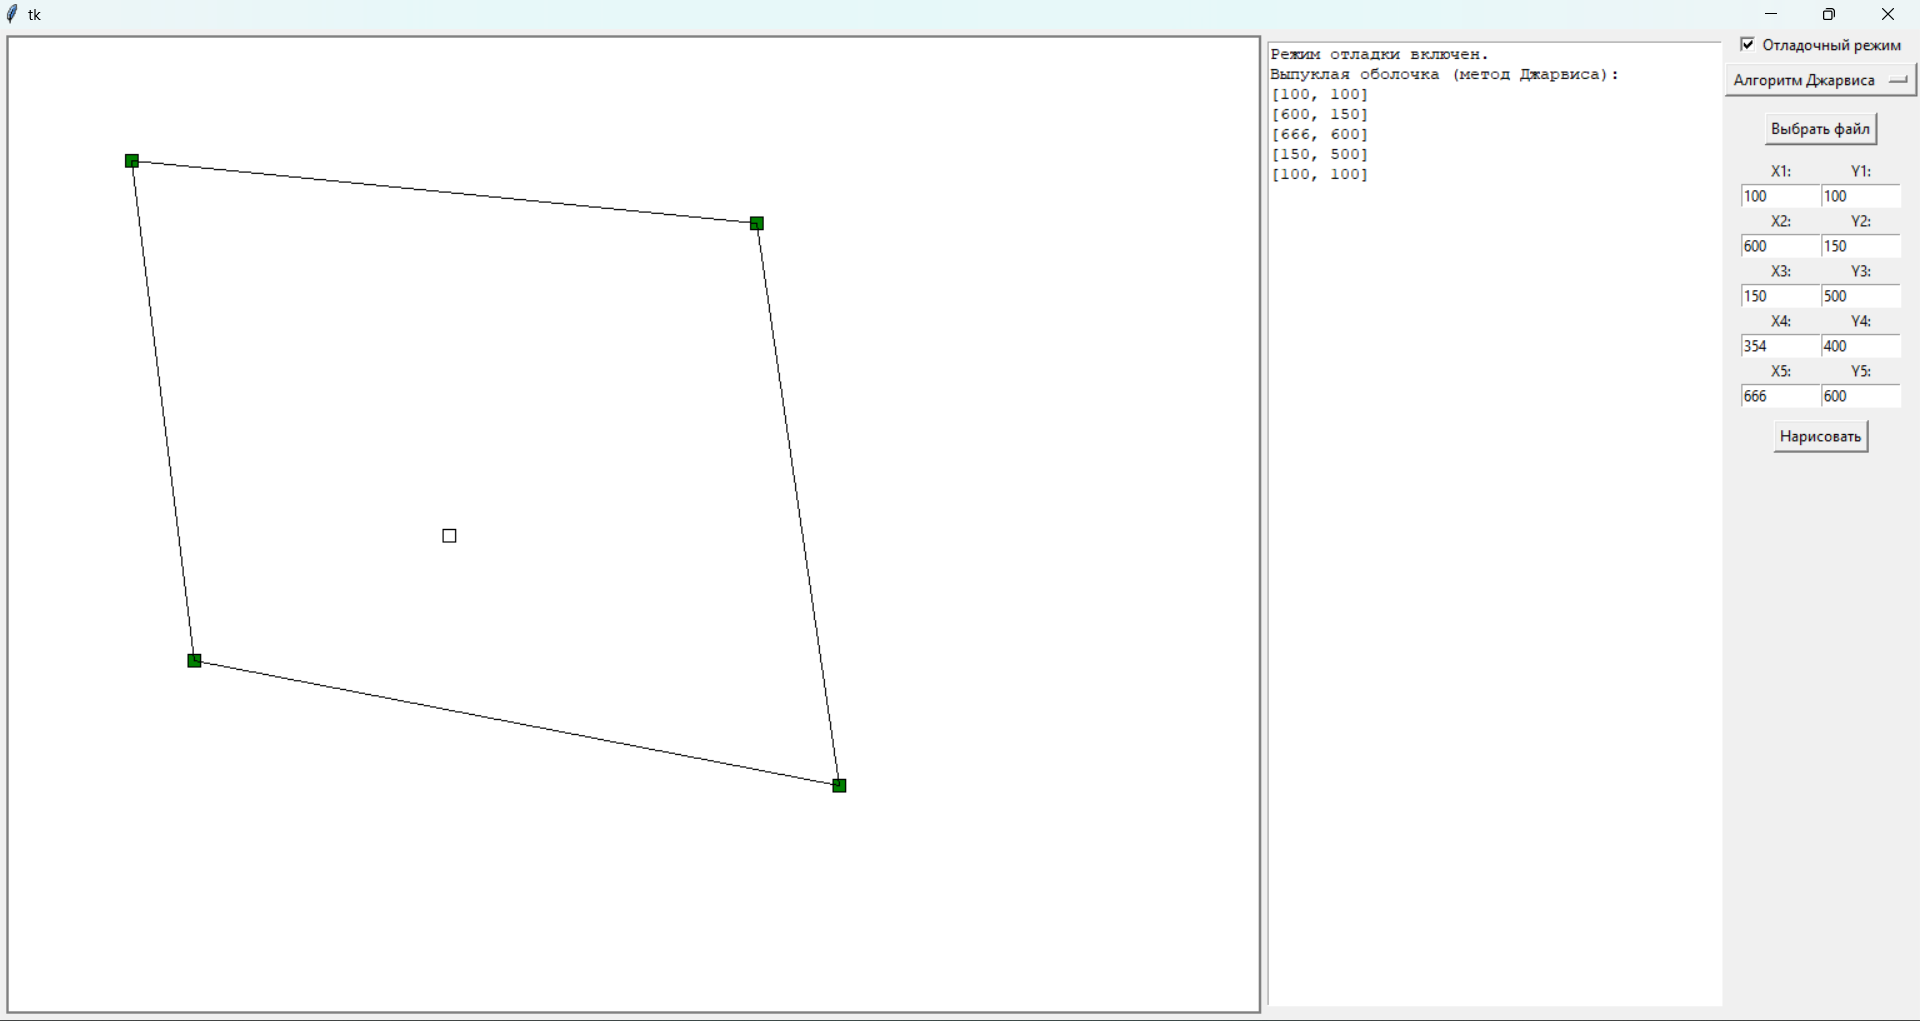 tk
Режим отладки включен.
Выпуклая оболочка (метод Джарвиса):
[100, 100]
[600, 150]
[666, 600]
[150, 500]
[100, 100]
Отладочный режим
Алгоритм Джарвиса
Выбрать файл
X1: Y1:
100 100
X2: Y2:
600 150
X3: Y3:
150 500
X4: Y4:
354 400
X5: Y5:
666 600
Нарисовать